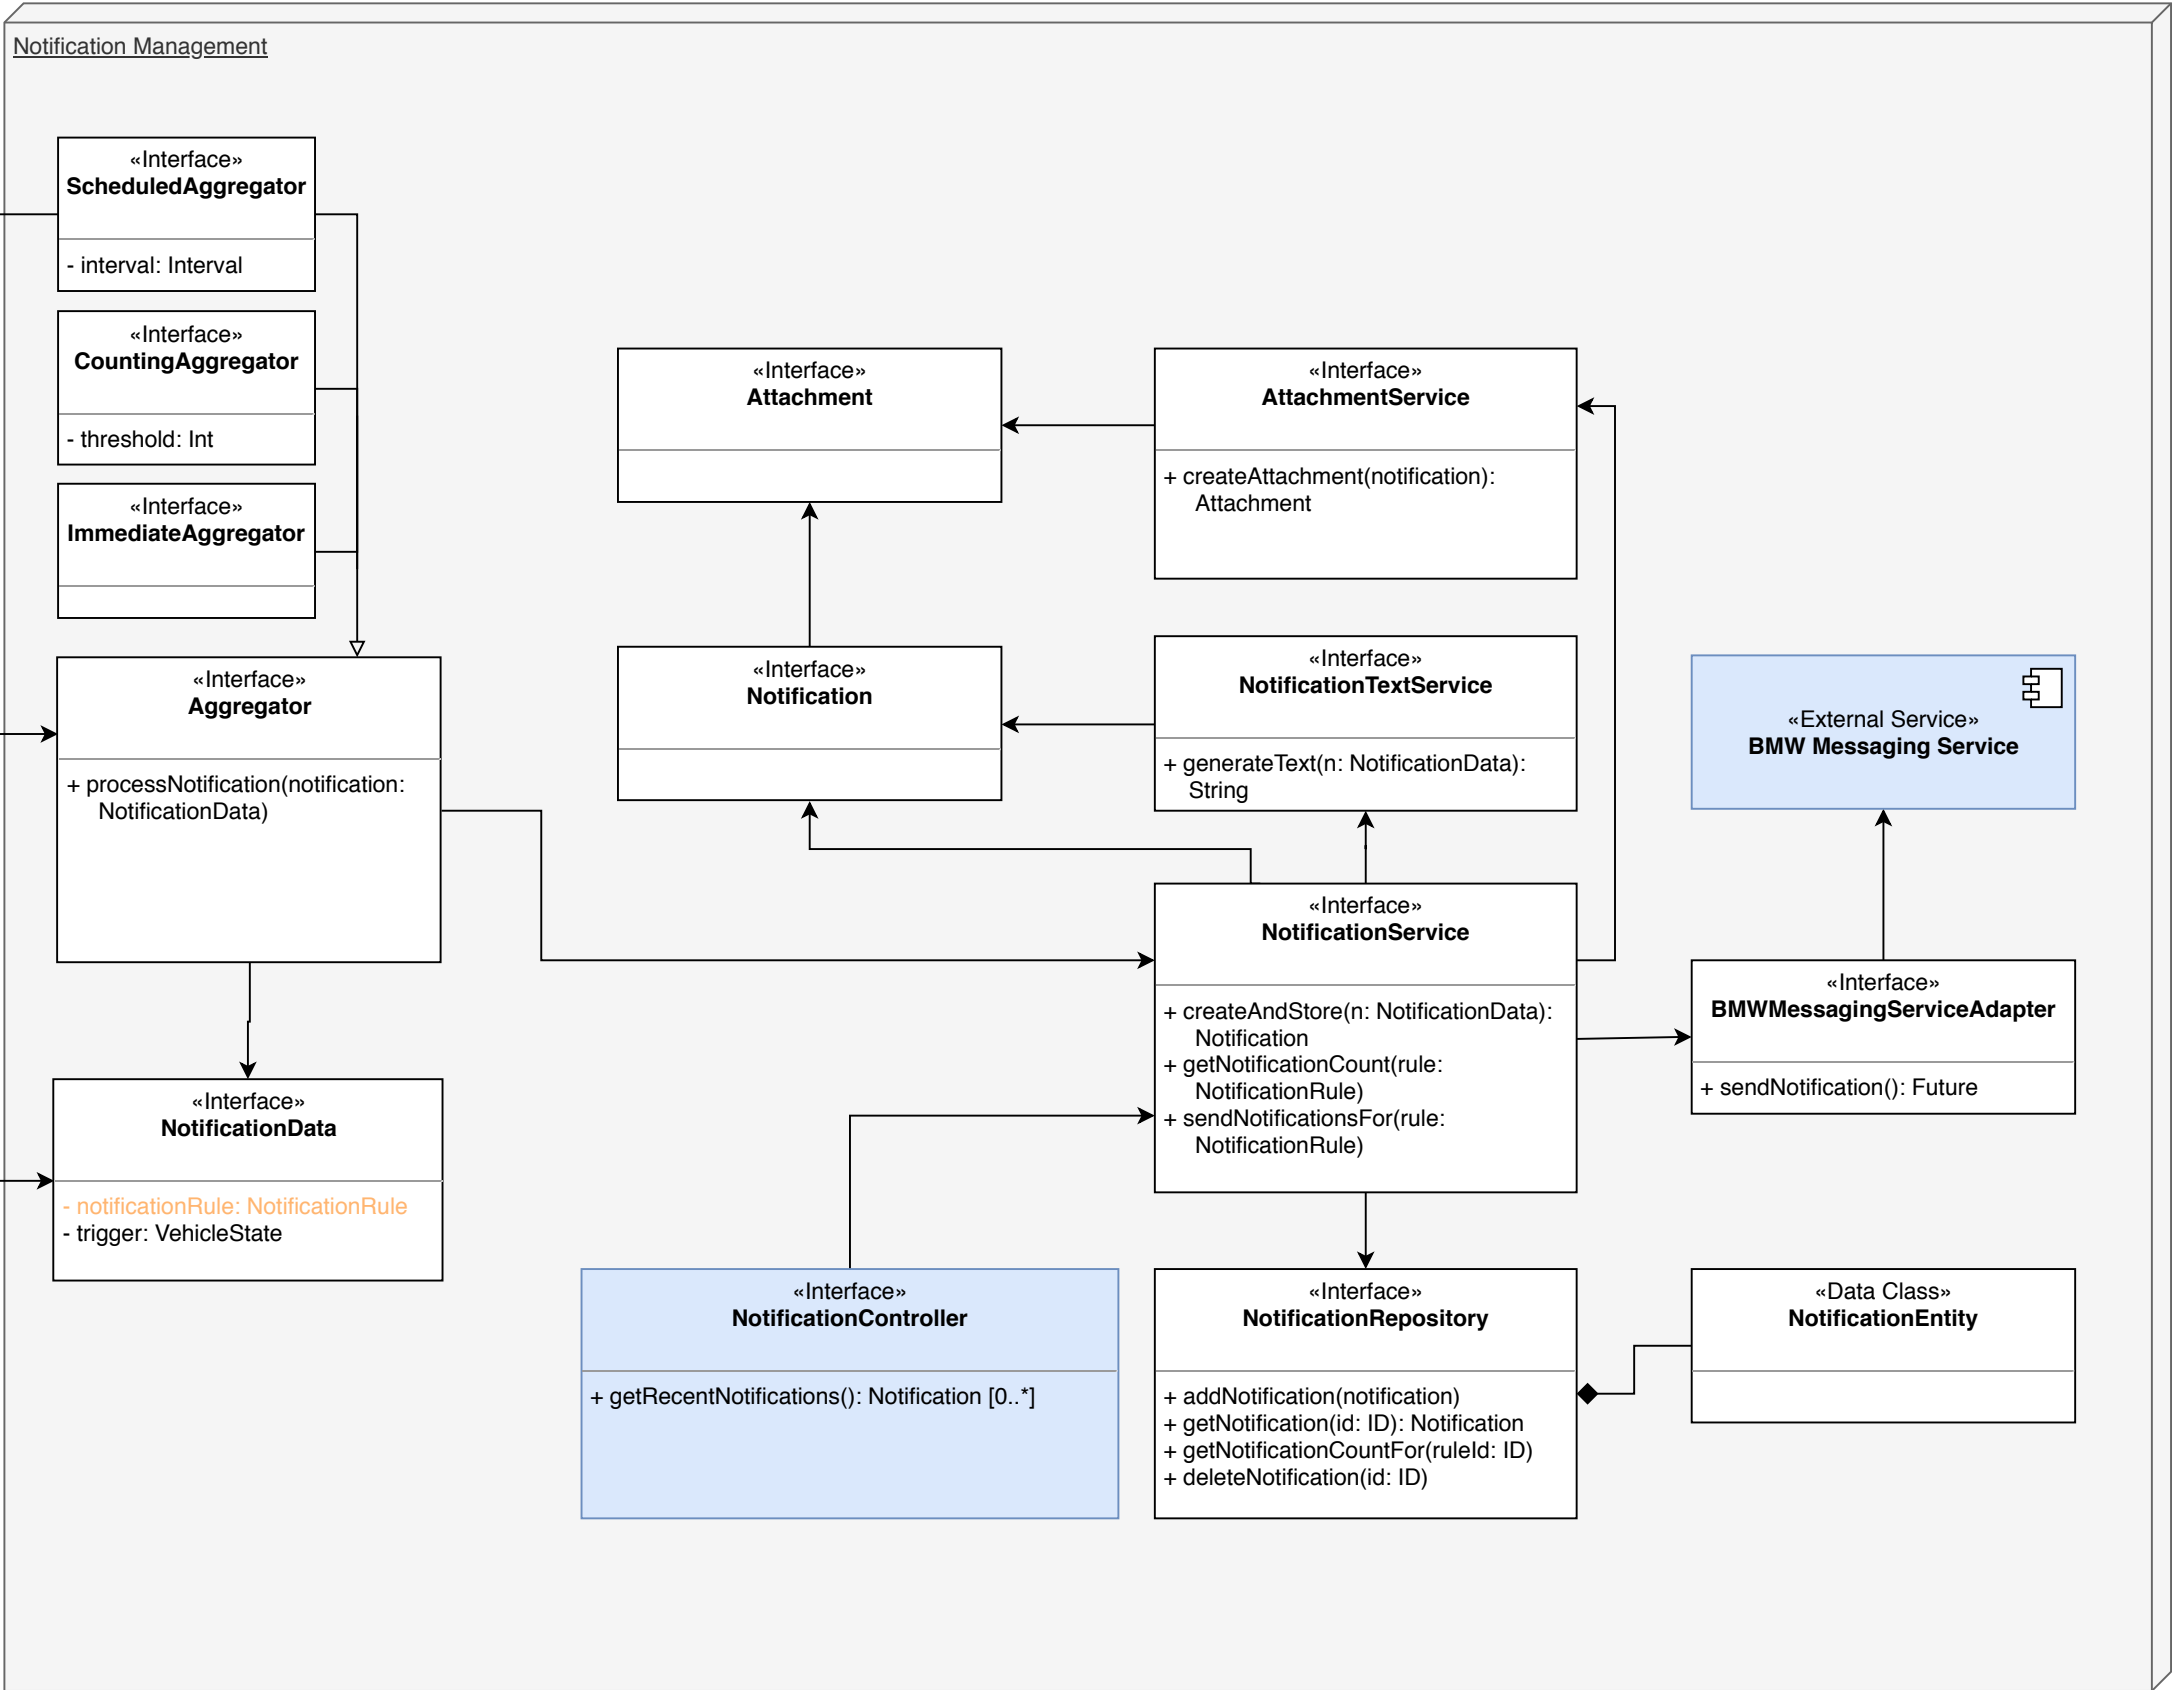 Notification Management
«Interface»
ScheduledAggregator
- interval: Interval
«Interface»
CountingAggregator
- threshold: Int
«Interface»
ImmediateAggregator
«Interface»
Aggregator
+ processNotification(notification:
NotificationData)
«Interface»
NotificationData
- notificationRule: NotificationRule
- trigger: VehicleState
«Interface»
Attachment
«Interface»
AttachmentService
+ createAttachment(notification):
Attachment
«Interface»
Notification
«Interface»
NotificationTextService
+ generateText(n: NotificationData):
String
«External Service»
BMW Messaging Service
«Interface»
NotificationService
+ createAndStore(n: NotificationData):
Notification
+ getNotificationCount(rule:
NotificationRule)
+ sendNotificationsFor(rule:
NotificationRule)
«Interface»
BMWMessagingServiceAdapter
+ sendNotification(): Future
«Interface»
NotificationController
+ getRecentNotifications(): Notification [0..*]
«Interface»
NotificationRepository
+ addNotification(notification)
+ getNotification(id: ID): Notification
+ getNotificationCountFor(ruleId: ID)
+ deleteNotification(id: ID)
«Data Class»
NotificationEntity